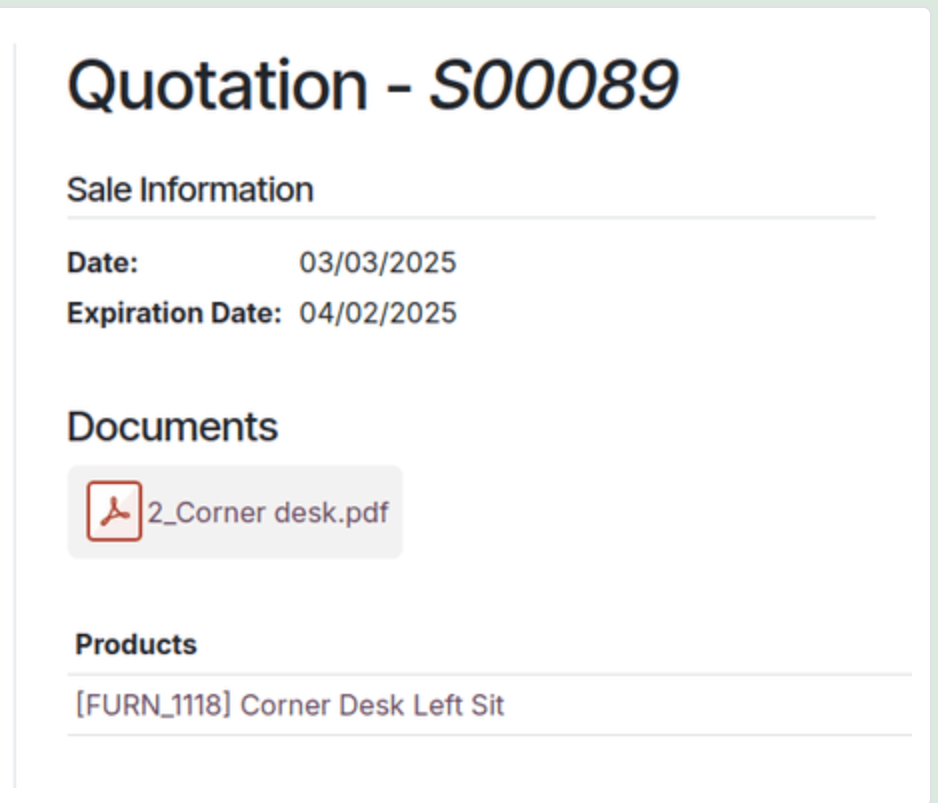 Quotation - S00089
Sale Information
Date: 03/03/2025
Expiration Date: 04/02/2025
Documents
2_Corner desk.pdf
Products
[FURN_1118] Corner Desk Left Sit